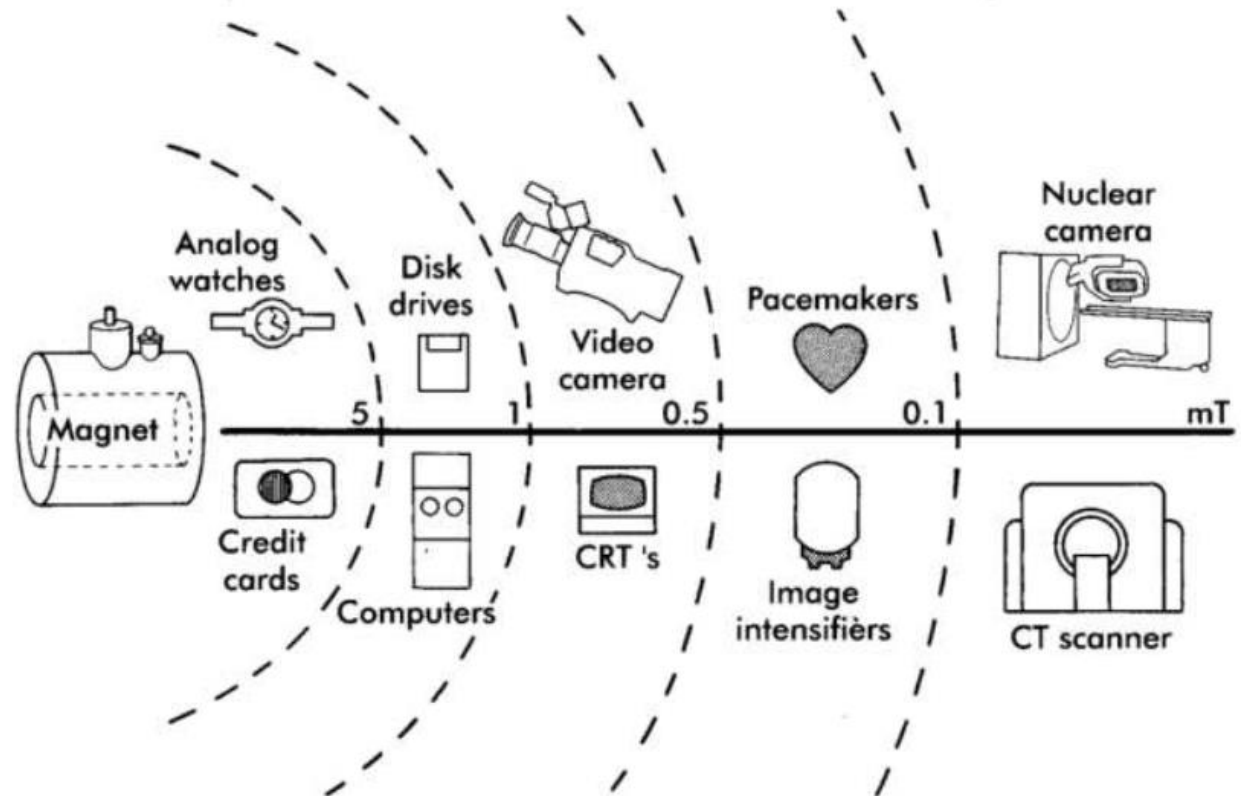 Analog
watches
Disk
drives
Video
camera
Pacemakers
Nuclear
camera
Magnet
5
1
0.5
0.1
mT
Credit
cards
Computers
CRT 's
Image
intensifièrs
CT scanner